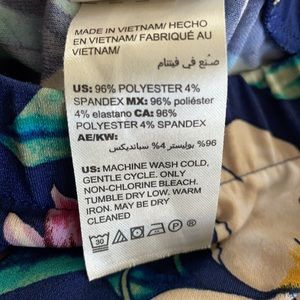 MADE IN VIETNAM/ HECHO
EN VIETNAM/ FABRIQUÉ AU
VIETNAM/
صنع في فيتنام
US: 96% POLYESTER 4%
SPANDEX MX: 96% poliéster
4% elastano CA: 96%
POLYESTER 4% SPANDEX
AE/KW:
96% بوليستر 4% سبانديكس
US: MACHINE WASH COLD,
GENTLE CYCLE. ONLY
NON-CHLORINE BLEACH.
TUMBLE DRY LOW. WARM
IRON. MAY BE DRY
CLEANED
30